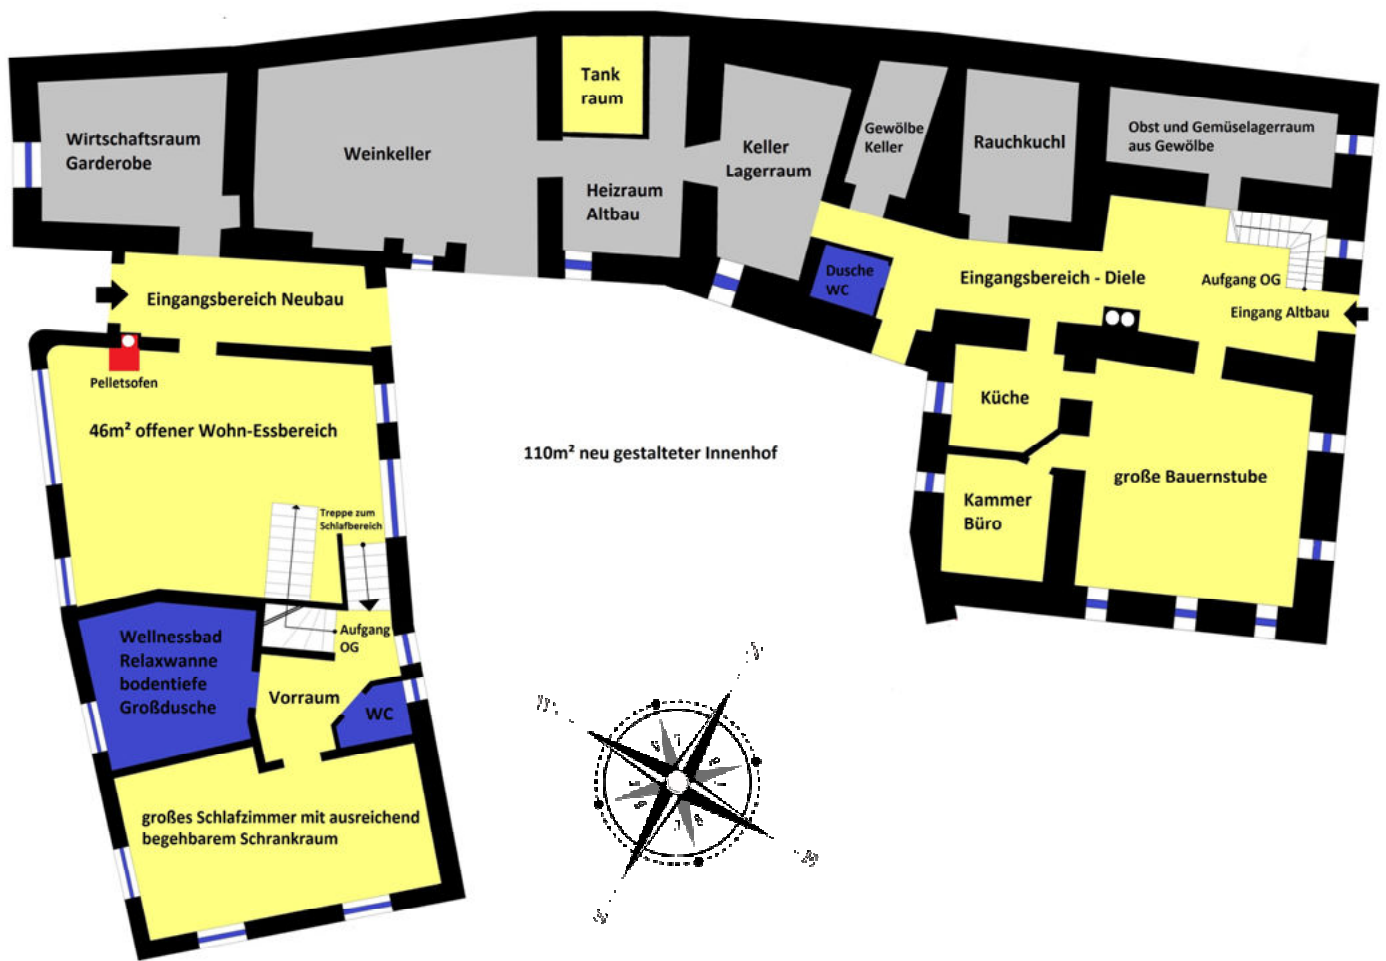 Tank
raum
Wirtschaftsraum
Garderobe
Weinkeller
Heizraum
Altbau
Keller
Lagerraum
Gewölbe
Keller
Rauchkuchl
Obst und Gemüselagerraum
aus Gewölbe
Dusche
WC
Eingangsbereich - Diele
Aufgang OG
Eingang Altbau
Eingangsbereich Neubau
Pelletsofen
46m² offener Wohn-Essbereich
Treppe zum
Schlafbereich
110m² neu gestalteter Innenhof
Küche
große Bauernstube
Kammer
Büro
Wellnessbad
Relaxwanne
bodentiefe
Großdusche
Aufgang
OG
Vorraum
WC
großes Schlafzimmer mit ausreichend
begehbarem Schrankraum